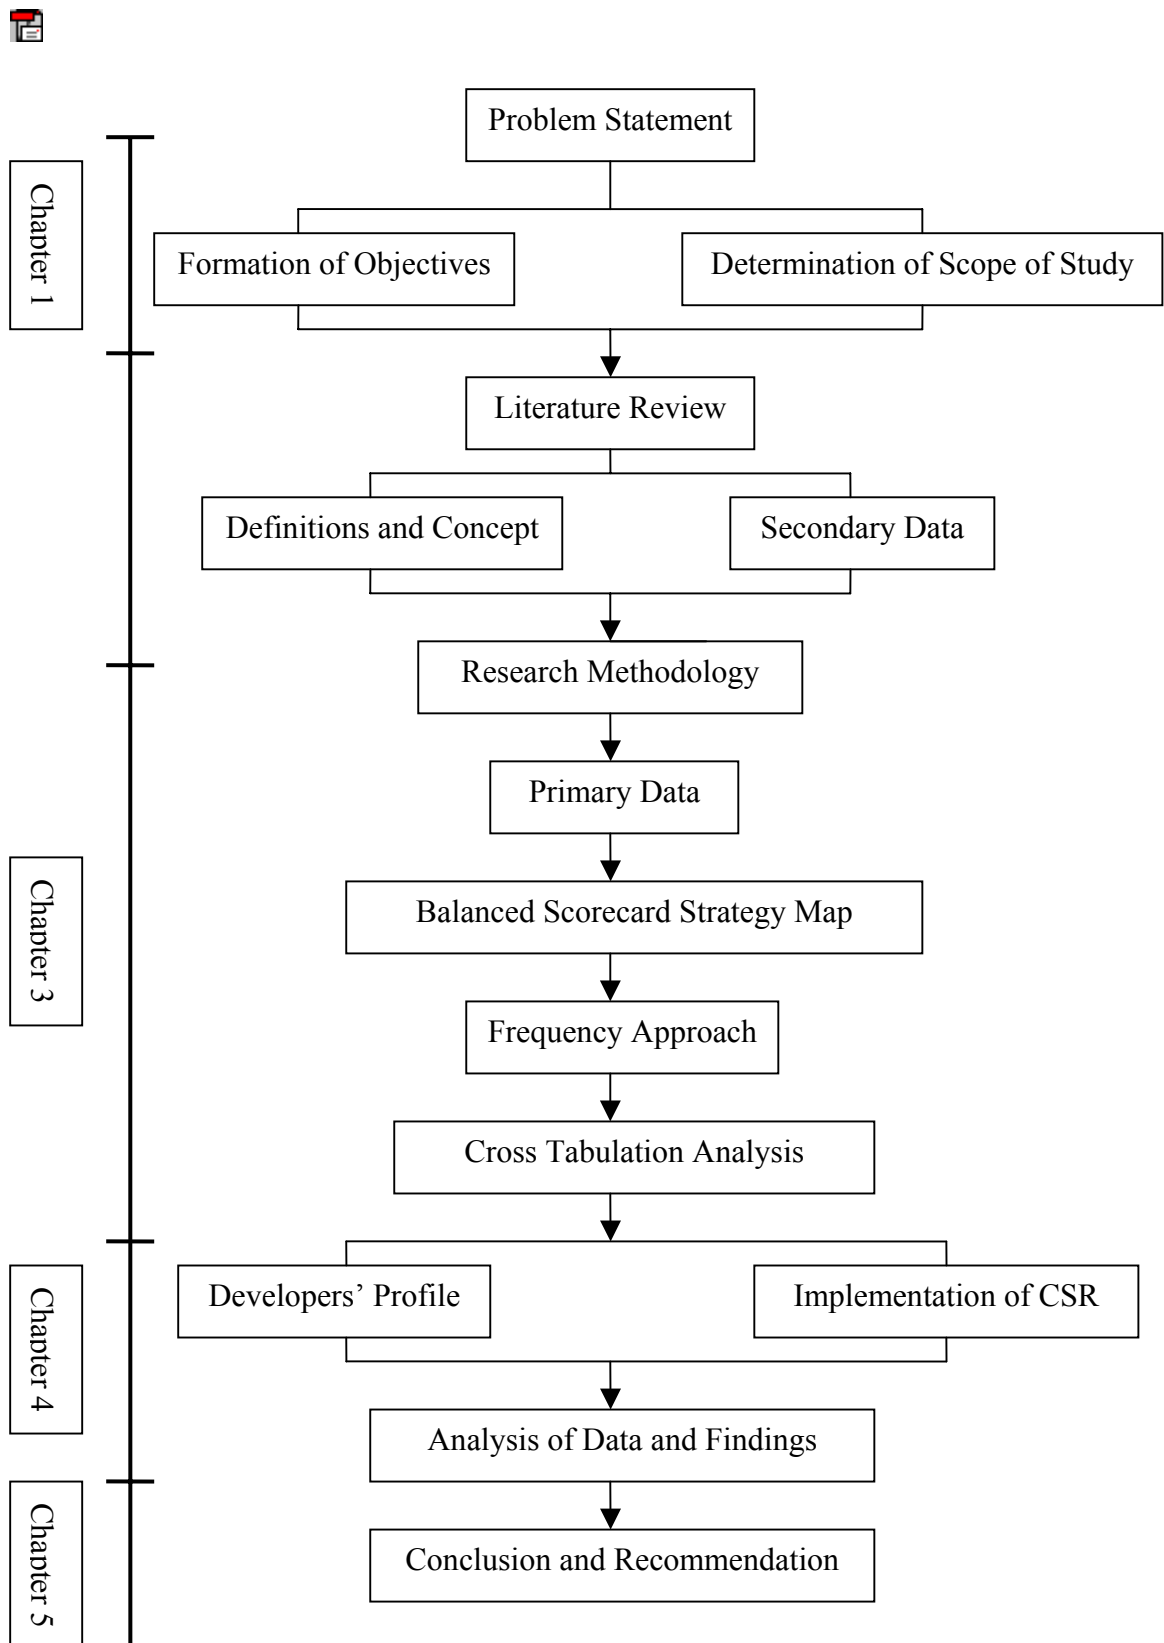 Problem Statement
Chapter 1
Formation of Objectives
Determination of Scope of Study
Literature Review
Definitions and Concept
Secondary Data
Research Methodology
Primary Data
Chapter 3
Balanced Scorecard Strategy Map
Frequency Approach
Cross Tabulation Analysis
Chapter 4
Developers’ Profile
Implementation of CSR
Analysis of Data and Findings
Chapter 5
Conclusion and Recommendation